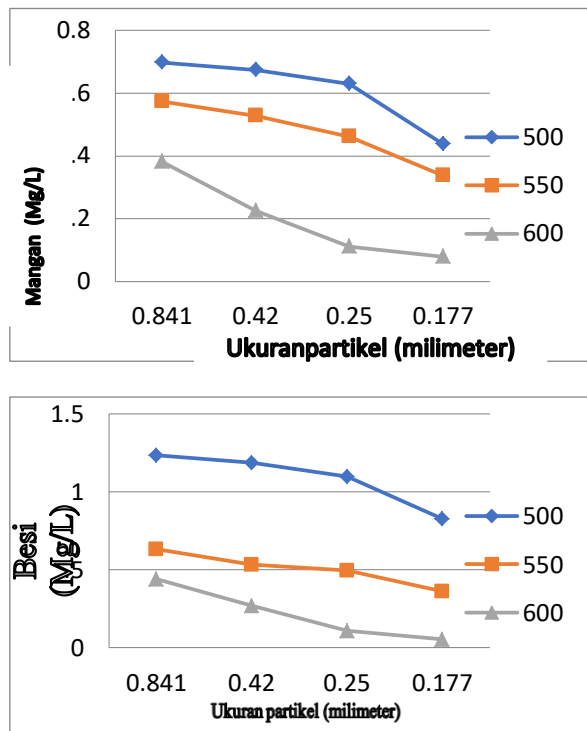 0.8
.6
.4
.2
0
Mangan (Mg/L)
0.841 0.42 0.25 0.177
Ukuranpartikel (milimeter)
500
550
600
1.5
1
0
Besi
(Mg/L)
0.841 0.42 0.25 0.177
Ukuran partikel (milimeter)
500
550
600